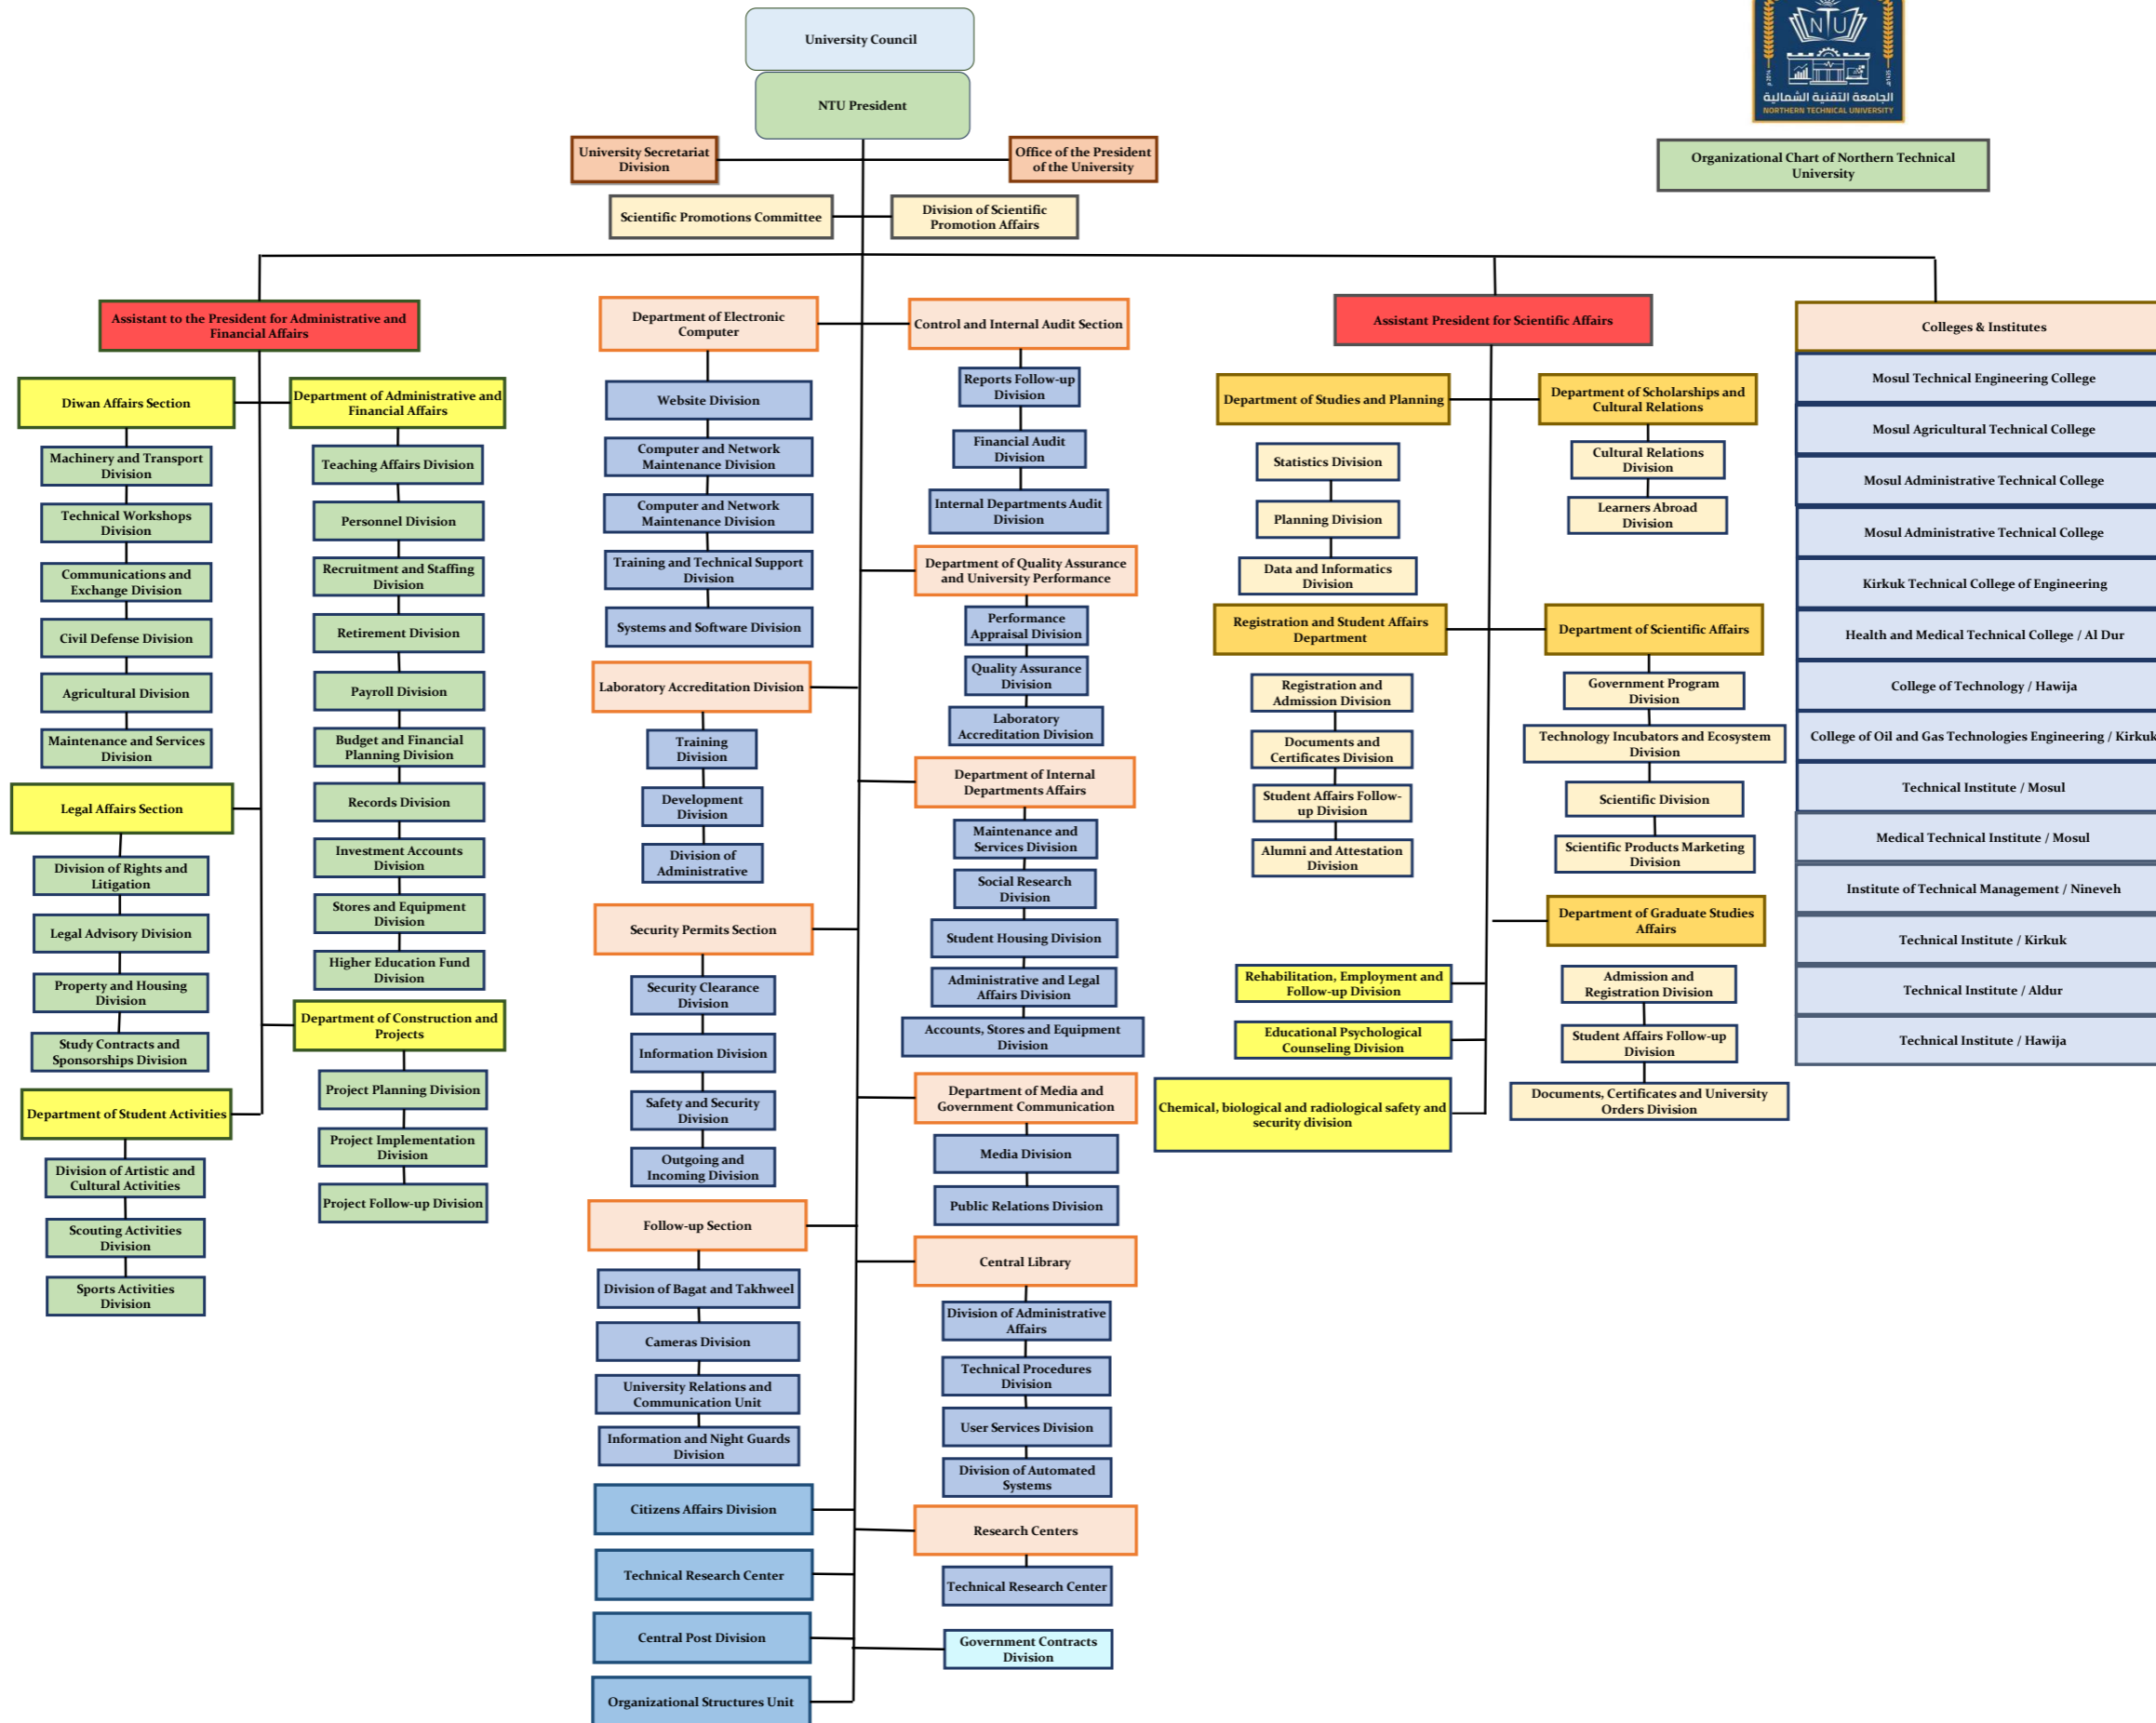 University Council
NTU President
NTU
الجامعة التقنية الشمالية
NORTHERN TECHNICAL UNIVERSITY
Organizational Chart of Northern Technical
University
University Secretariat
Division
Office of the President
of the University
Scientific Promotions Committee
Division of Scientific
Promotion Affairs
Assistant to the President for Administrative and
Financial Affairs
Diwan Affairs Section
Machinery and Transport
Division
Technical Workshops
Division
Communications and
Exchange Division
Civil Defense Division
Agricultural Division
Maintenance and Services
Division
Legal Affairs Section
Division of Rights and
Litigation
Legal Advisory Division
Property and Housing
Division
Study Contracts and
Sponsorships Division
Department of Student Activities
Division of Artistic and
Cultural Activities
Scouting Activities
Division
Sports Activities
Division
Department of Administrative and
Financial Affairs
Teaching Affairs Division
Personnel Division
Recruitment and Staffing
Division
Retirement Division
Payroll Division
Budget and Financial
Planning Division
Records Division
Investment Accounts
Division
Stores and Equipment
Division
Higher Education Fund
Division
Department of Construction and
Projects
Project Planning Division
Project Implementation
Division
Project Follow-up Division
Department of Electronic
Computer
Website Division
Computer and Network
Maintenance Division
Computer and Network
Maintenance Division
Training and Technical Support
Division
Systems and Software Division
Laboratory Accreditation Division
Training
Division
Development
Division
Division of
Administrative
Security Permits Section
Security Clearance
Division
Information Division
Safety and Security
Division
Outgoing and
Incoming Division
Follow-up Section
Division of Bagat and Takhweel
Cameras Division
University Relations and
Communication Unit
Information and Night Guards
Division
Citizens Affairs Division
Technical Research Center
Central Post Division
Organizational Structures Unit
Control and Internal Audit Section
Reports Follow-up
Division
Financial Audit
Division
Internal Departments Audit
Division
Department of Quality Assurance
and University Performance
Performance
Appraisal Division
Quality Assurance
Division
Laboratory
Accreditation Division
Department of Internal
Departments Affairs
Maintenance and
Services Division
Social Research
Division
Student Housing Division
Administrative and Legal
Affairs Division
Accounts, Stores and Equipment
Division
Department of Media and
Government Communication
Media Division
Public Relations Division
Central Library
Division of Administrative
Affairs
Technical Procedures
Division
User Services Division
Division of Automated
Systems
Research Centers
Technical Research Center
Government Contracts
Division
Assistant President for Scientific Affairs
Department of Studies and Planning
Statistics Division
Planning Division
Data and Informatics
Division
Registration and Student Affairs
Department
Registration and
Admission Division
Documents and
Certificates Division
Student Affairs Follow-
up Division
Alumni and Attestation
Division
Rehabilitation, Employment and
Follow-up Division
Educational Psychological
Counseling Division
Chemical, biological and radiological safety and
security division
Department of Scholarships and
Cultural Relations
Cultural Relations
Division
Learners Abroad
Division
Department of Scientific Affairs
Government Program
Division
Technology Incubators and Ecosystem
Division
Scientific Division
Scientific Products Marketing
Division
Department of Graduate Studies
Affairs
Admission and
Registration Division
Student Affairs Follow-up
Division
Documents, Certificates and University
Orders Division
Colleges & Institutes
Mosul Technical Engineering College
Mosul Agricultural Technical College
Mosul Administrative Technical College
Mosul Administrative Technical College
Kirkuk Technical College of Engineering
Health and Medical Technical College / Al Dur
College of Technology / Hawija
College of Oil and Gas Technologies Engineering / Kirkuk
Technical Institute / Mosul
Medical Technical Institute / Mosul
Institute of Technical Management / Nineveh
Technical Institute / Kirkuk
Technical Institute / Aldur
Technical Institute / Hawija